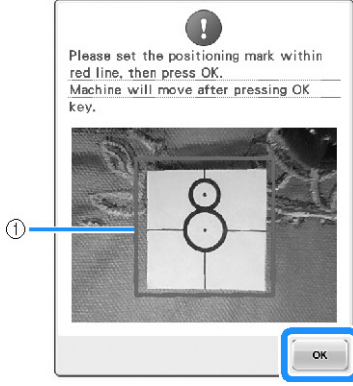 !
Please set the positioning mark within
red line, then press OK.
Machine will move after pressing OK
key.
①
OK